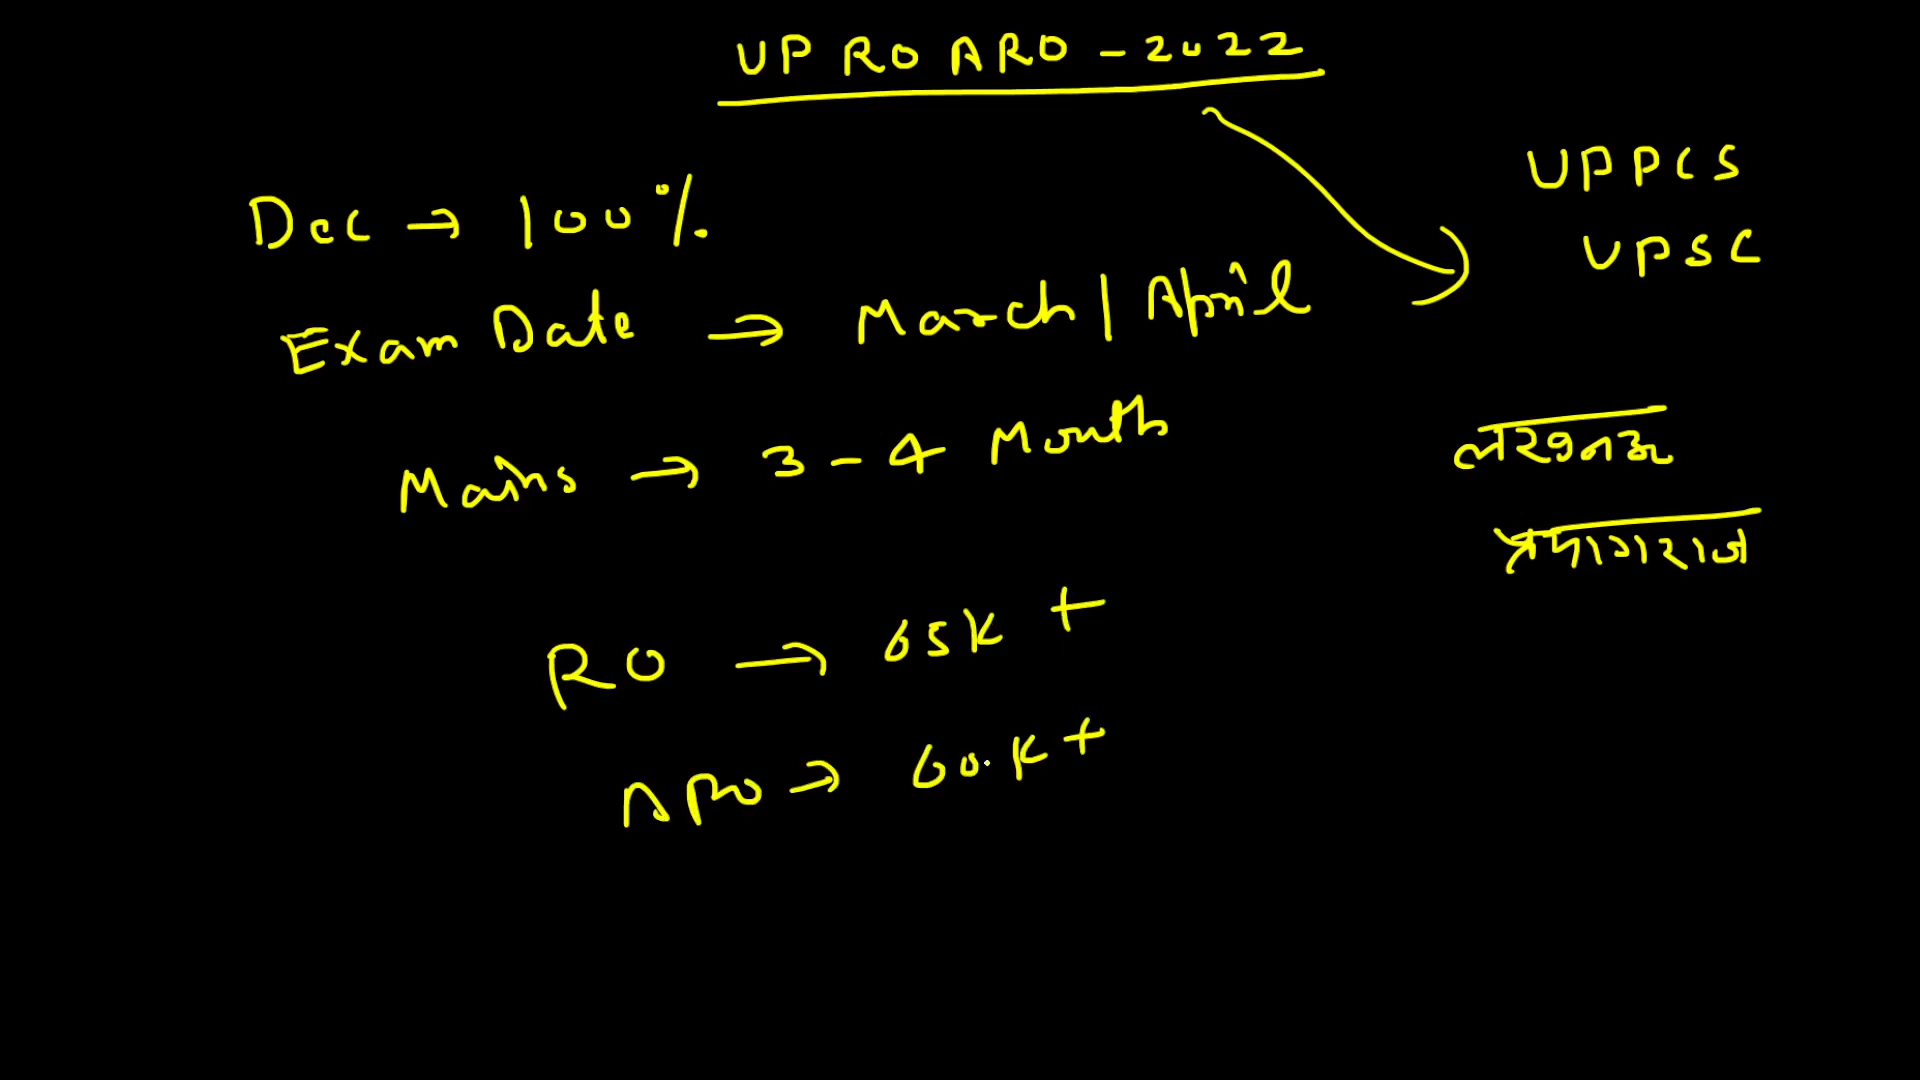 UP RO ARO - 2022
UPPCS
UPSC
Dec → 100%.
Exam Date → March / April
Mains → 3 - 4 Month
लखनऊ
प्रयागराज
RO → 65K +
ARO → 60K +